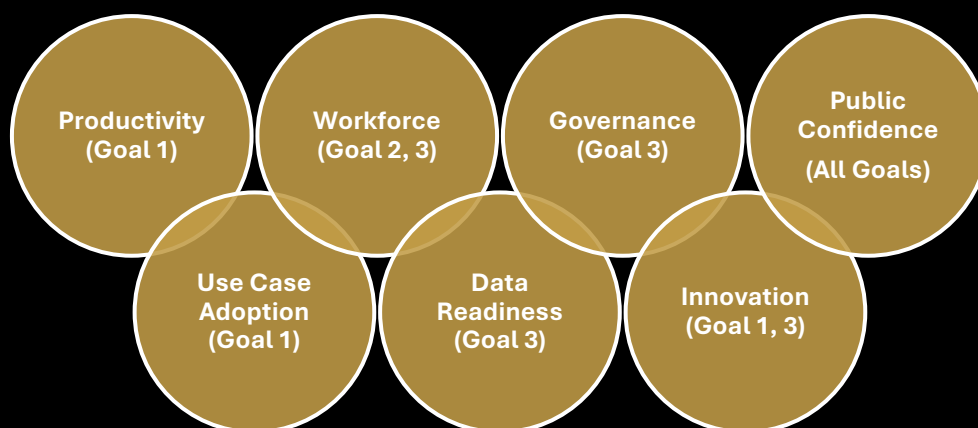 Productivity
(Goal 1)
Workforce
(Goal 2, 3)
Governance
(Goal 3)
Public
Confidence
(All Goals)
Use Case
Adoption
(Goal 1)
Data
Readiness
(Goal 3)
Innovation
(Goal 1, 3)